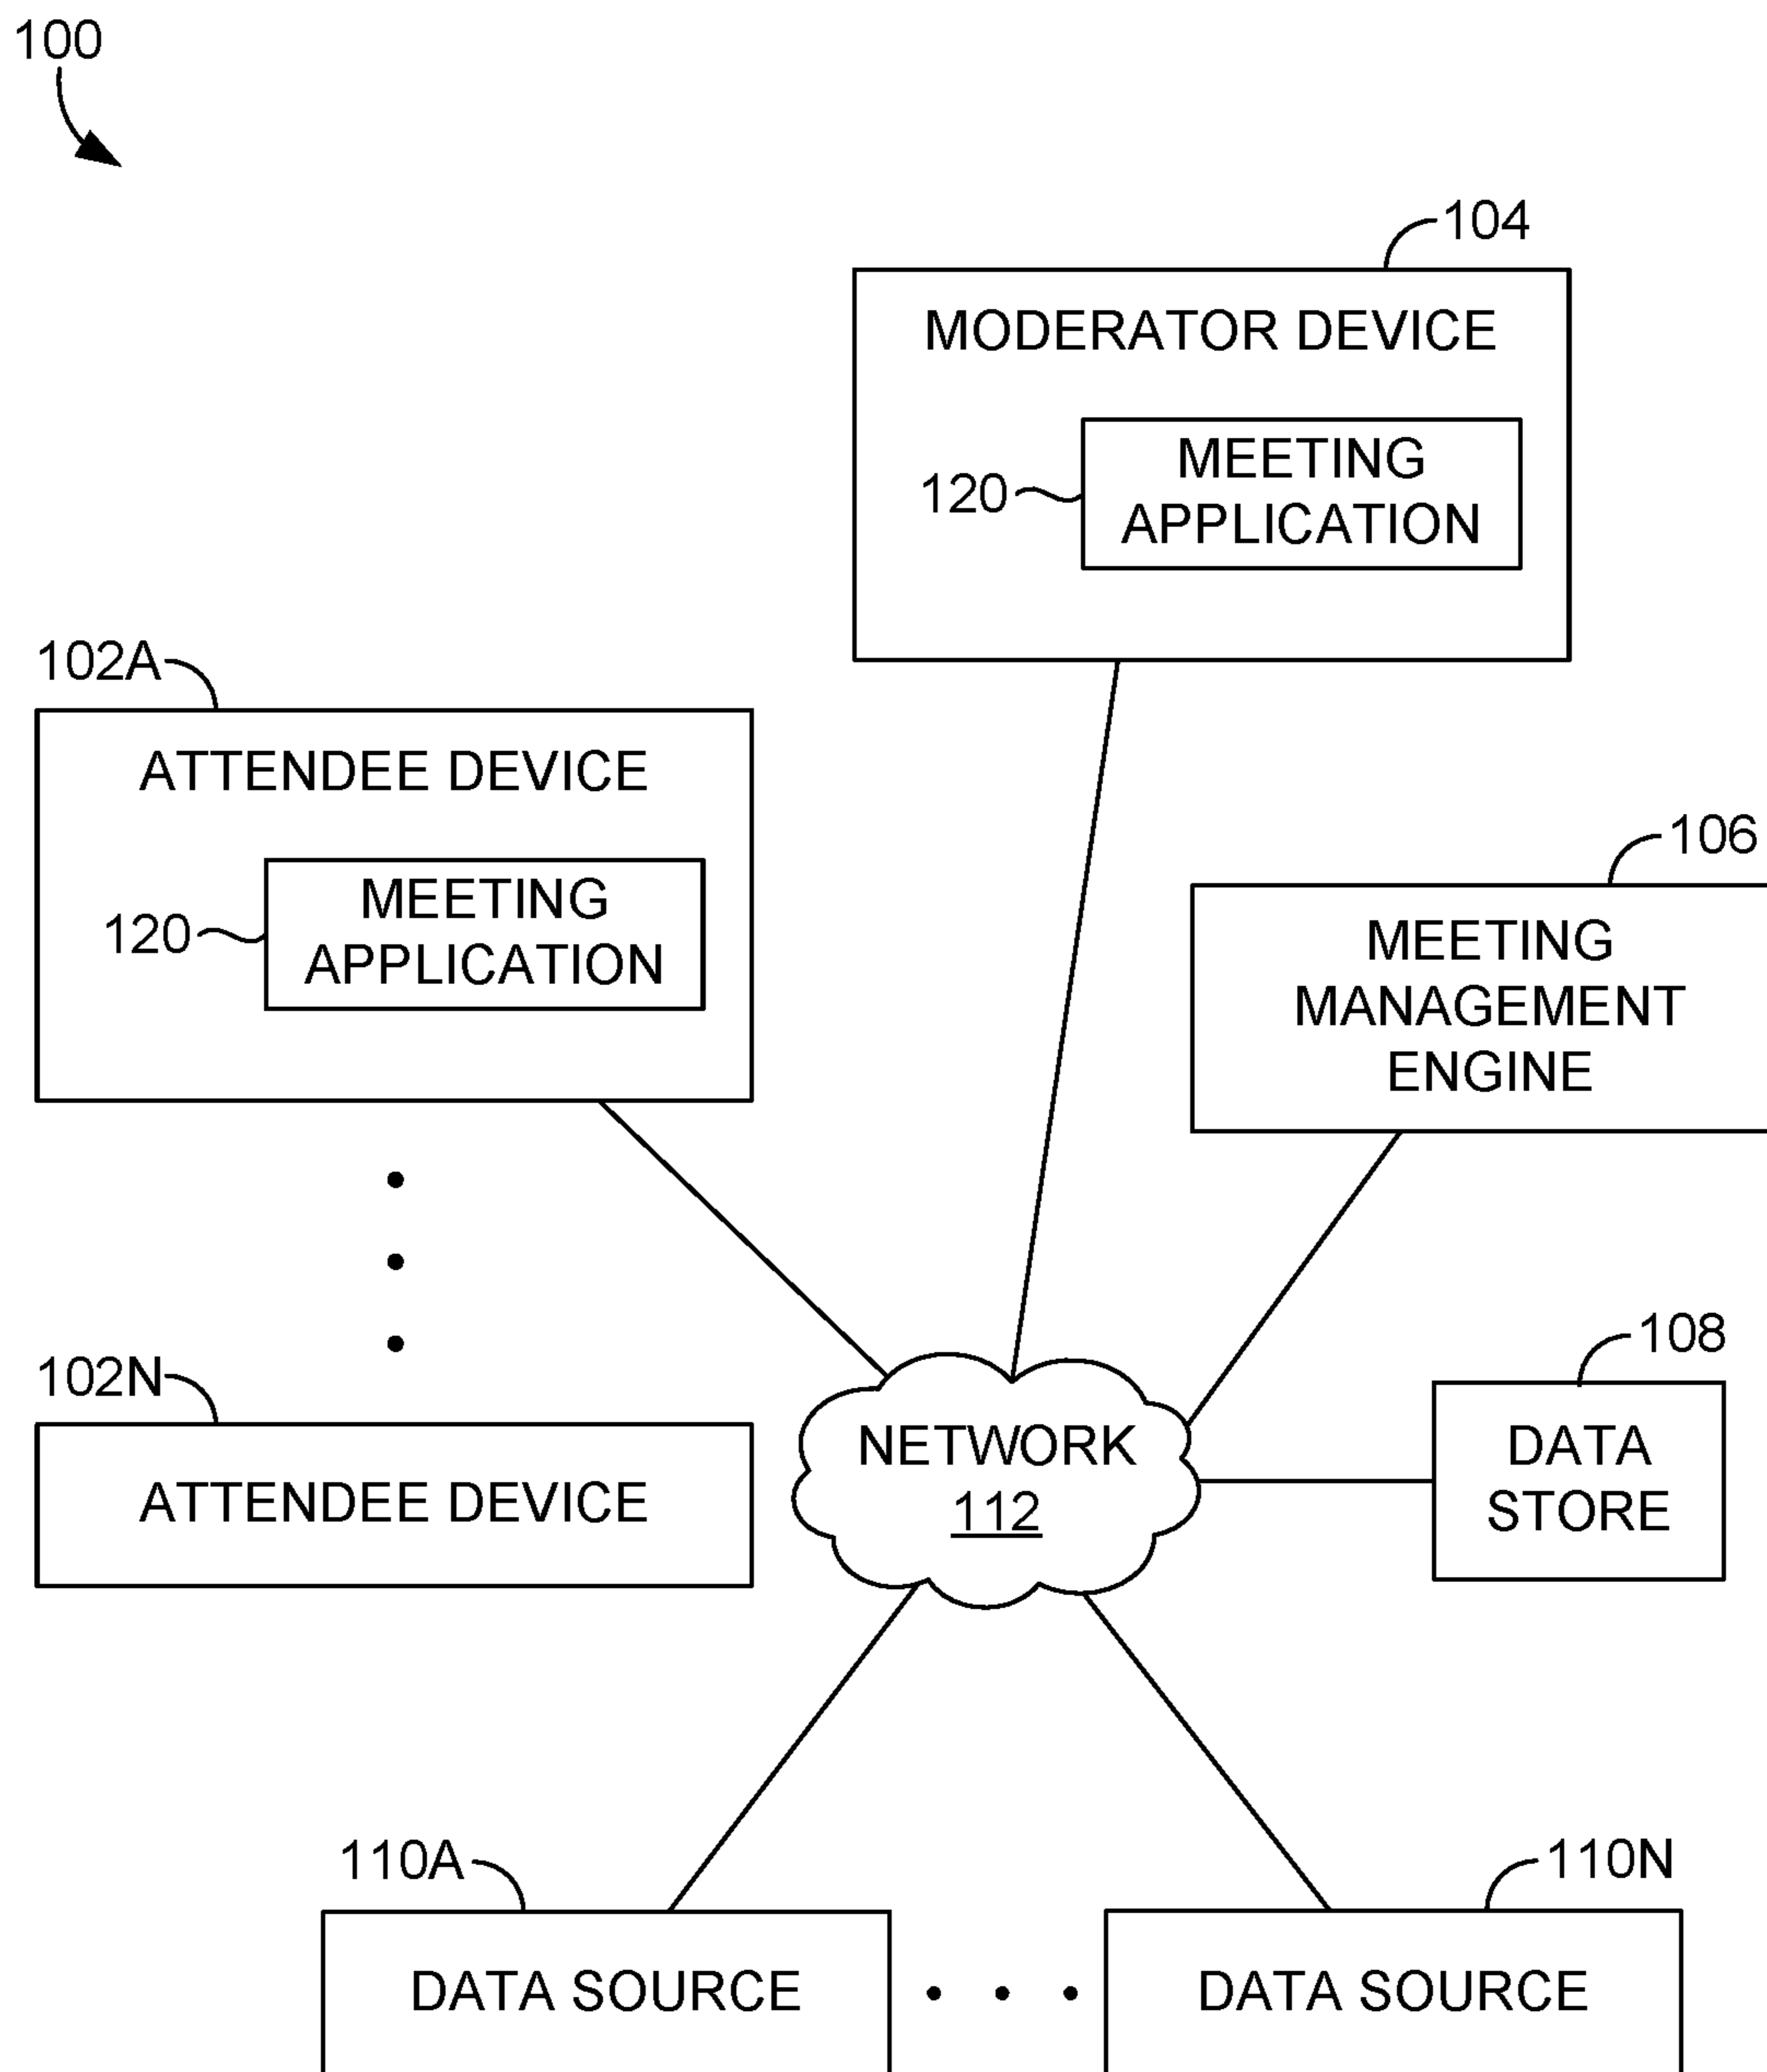 100
104
MODERATOR DEVICE
120
MEETING
APPLICATION
102A
ATTENDEE DEVICE
120
MEETING
APPLICATION
106
MEETING
MANAGEMENT
ENGINE
102N
ATTENDEE DEVICE
NETWORK
112
108
DATA
STORE
110A
DATA SOURCE
110N
DATA SOURCE